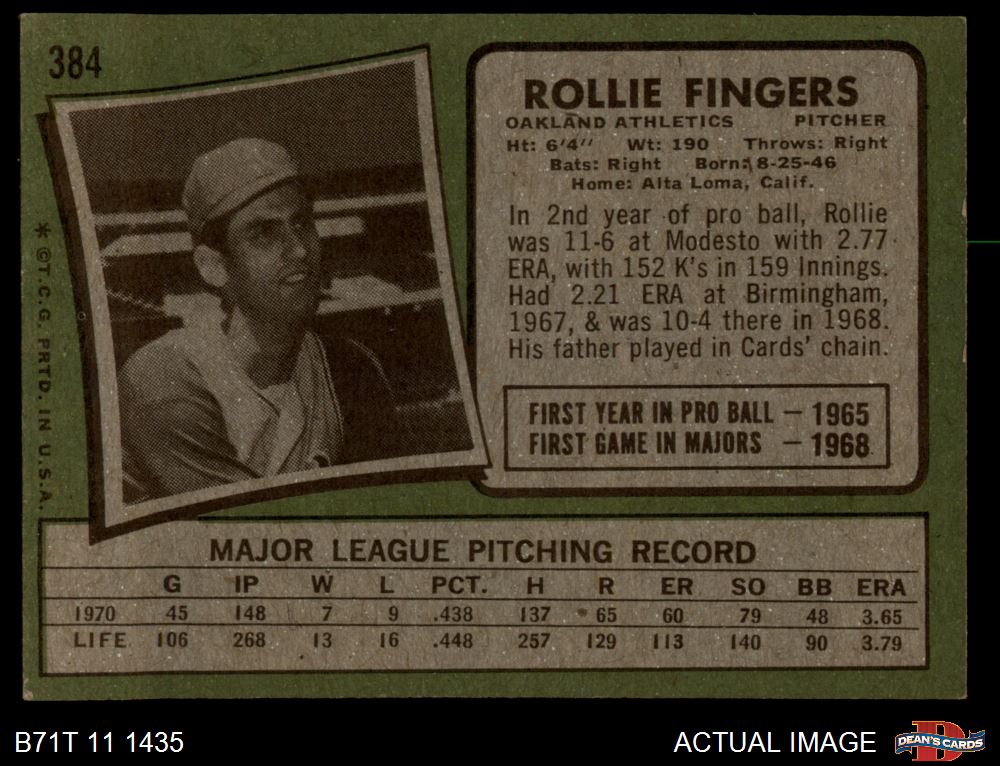 384
ROLLIE FINGERS
OAKLAND ATHLETICS PITCHER
Ht: 6'4" Wt: 190 Throws: Right
Bats: Right Born: 8-25-46
Home: Alta Loma, Calif.
In 2nd year of pro ball, Rollie
was 11-6 at Modesto with 2.77
ERA, with 152 K's in 159 Innings.
Had 2.21 ERA at Birmingham,
1967, & was 10-4 there in 1968.
His father played in Cards' chain.
FIRST YEAR IN PRO BALL — 1965
FIRST GAME IN MAJORS — 1968
* © T. C. G. PRTD. IN U.S.A.
MAJOR LEAGUE PITCHING RECORD
G IP W L PCT. H R ER SO BB ERA
1970 45 148 7 9 .438 137 65 60 79 48 3.65
LIFE 106 268 13 16 .448 257 129 113 140 90 3.79
B71T 11 1435
ACTUAL IMAGE
D
DEAN'S CARDS